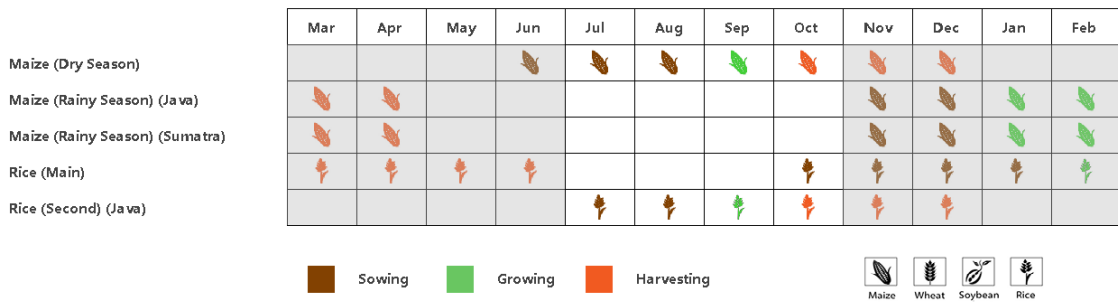 Mar Apr May Jun Jul Aug Sep Oct Nov Dec Jan Feb
Maize (Dry Season)
Maize (Rainy Season) (Java)
Maize (Rainy Season) (Sumatra)
Rice (Main)
Rice (Second) (Java)
Sowing Growing Harvesting
Maize Wheat Soybean Rice